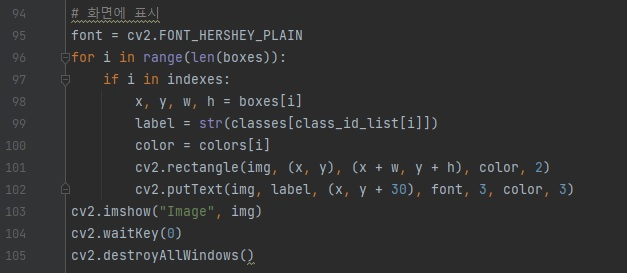 94 # 화면에 표시
95 font = cv2.FONT_HERSHEY_PLAIN
96 for i in range(len(boxes)):
97     if i in indexes:
98         x, y, w, h = boxes[i]
99         label = str(classes[class_id_list[i]])
100         color = colors[i]
101         cv2.rectangle(img, (x, y), (x + w, y + h), color, 2)
102         cv2.putText(img, label, (x, y + 30), font, 3, color, 3)
103 cv2.imshow("Image", img)
104 cv2.waitKey(0)
105 cv2.destroyAllWindows()